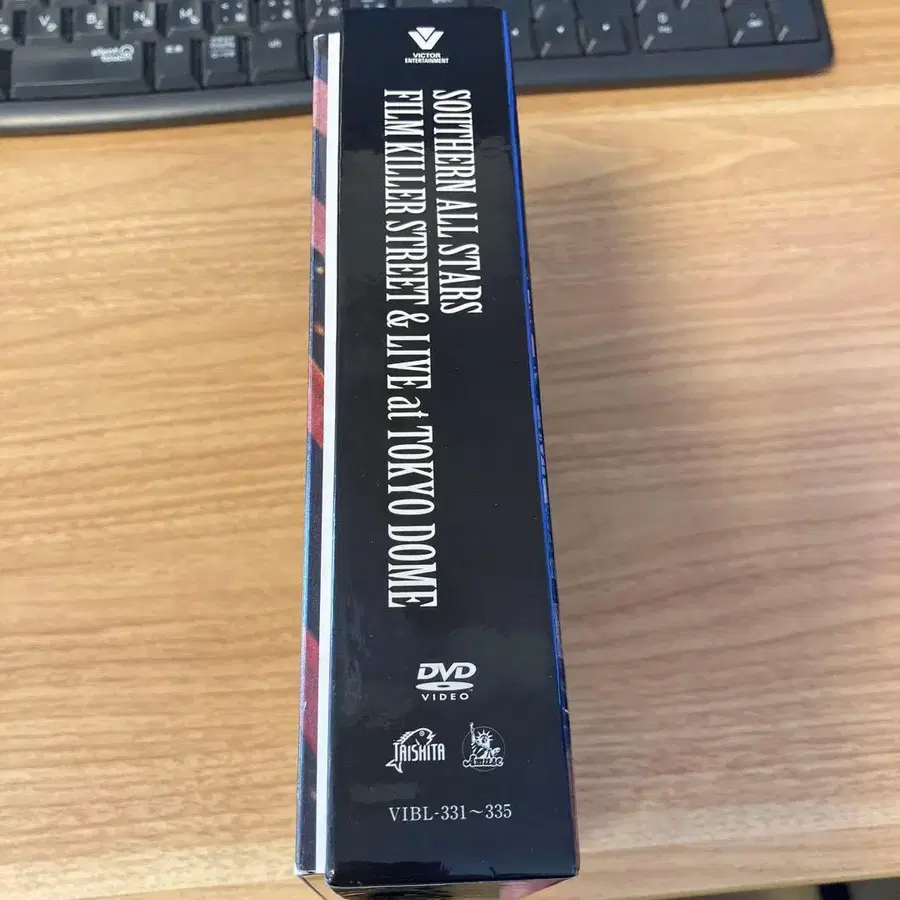 VICTOR
ENTERTAINMENT
SOUTHERN ALL STARS
FILM KILLER STREET & LIVE at TOKYO DOME
DVD
VIDEO
TAISHITA
Amuse
VIBL-331～335